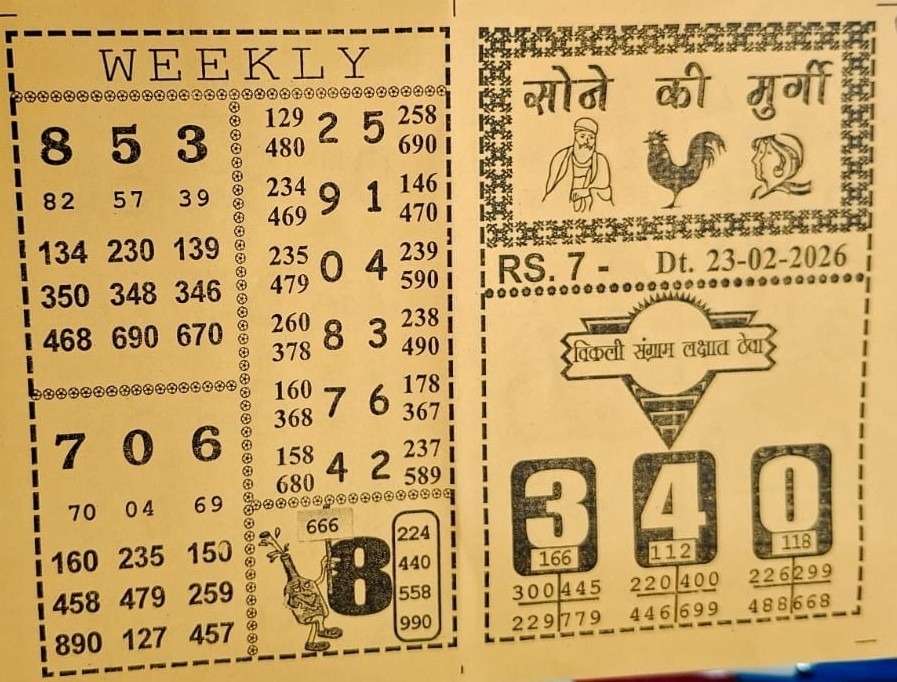 WEEKLY
8 5 3
82 57 39
134 230 139
350 348 346
468 690 670
7 0 6
70 04 69
160 235 150
458 479 259
890 127 457
129 2 5 258
480 690
234 9 1 146
469 470
235 0 4 239
479 590
260 8 3 238
378 490
160 7 6 178
368 367
158 4 2 237
680 589
666
8
224
440
558
990
सोने की मुर्गी
RS. 7 - Dt. 23-02-2026
विकली संग्राम लक्षात ठेवा
3 4 0
166 112 118
300 445 220 400 226 299
229 779 446 699 488 668